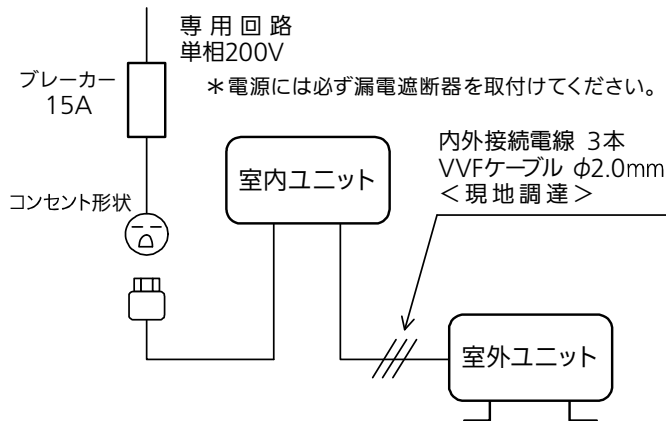 専用回路
単相200V
ブレーカー
15A
＊電源には必ず漏電遮断器を取付けてください。
内外接続電線 3本
VVFケーブル φ2.0mm
＜現地調達＞
室内ユニット
コンセント形状
室外ユニット